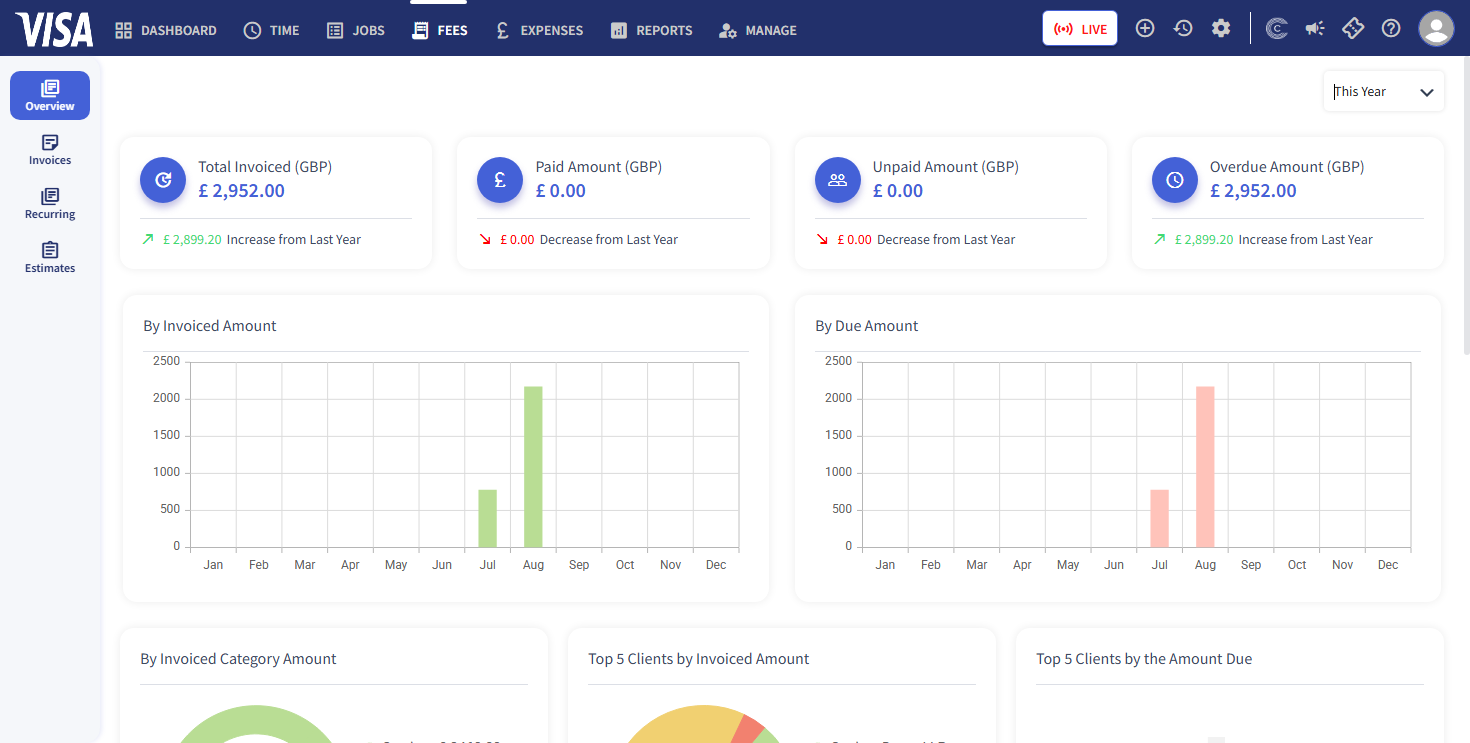 VISA
DASHBOARD
TIME
JOBS
FEES
EXPENSES
REPORTS
MANAGE
LIVE
Overview
Invoices
Recurring
Estimates
This Year
Total Invoiced (GBP)
£ 2,952.00
£ 2,899.20 Increase from Last Year
Paid Amount (GBP)
£ 0.00
£ 0.00 Decrease from Last Year
Unpaid Amount (GBP)
£ 0.00
£ 0.00 Decrease from Last Year
Overdue Amount (GBP)
£ 2,952.00
£ 2,899.20 Increase from Last Year
By Invoiced Amount
2500
2000
1500
1000
500
0
Jan Feb Mar Apr May Jun Jul Aug Sep Oct Nov Dec
By Due Amount
2500
2000
1500
1000
500
0
Jan Feb Mar Apr May Jun Jul Aug Sep Oct Nov Dec
By Invoiced Category Amount
Top 5 Clients by Invoiced Amount
Top 5 Clients by the Amount Due